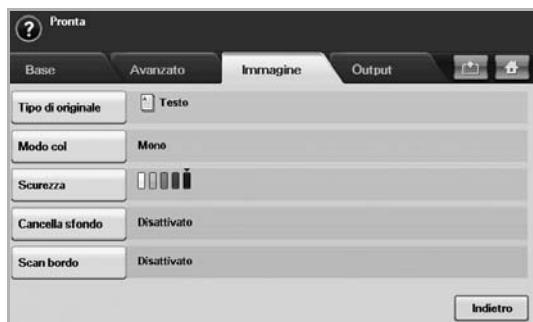 Pronta
Base Avanzato Immagine Output
Tipo di originale Testo
Modo col Mono
Scurezza
Cancella sfondo Disattivato
Scan bordo Disattivato
Indietro